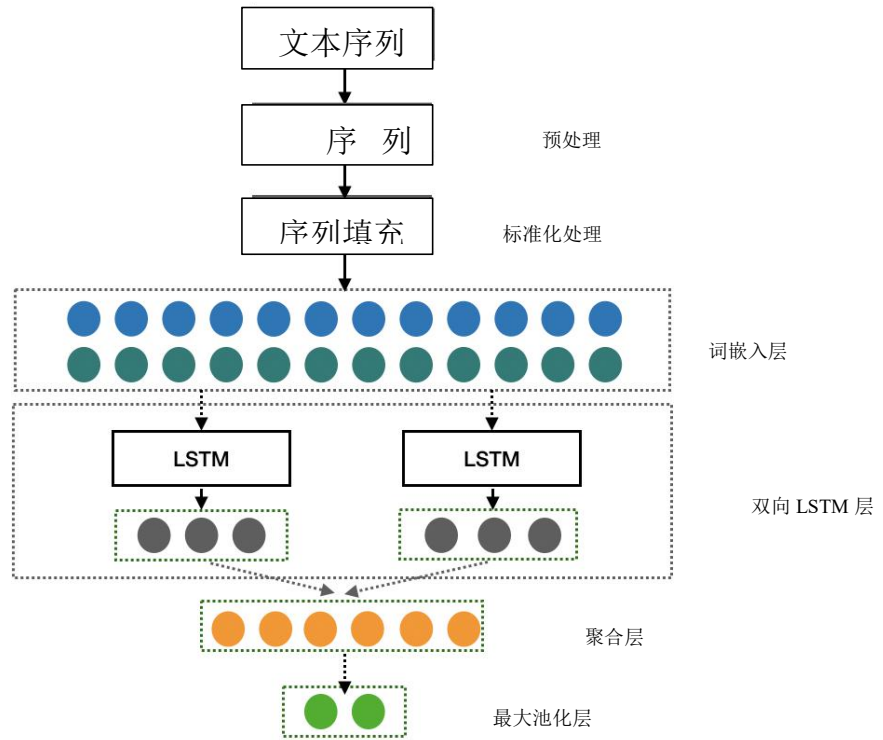 文本序列
序 列
预处理
序列填充
标准化处理
词嵌入层
LSTM
LSTM
双向 LSTM 层
聚合层
最大池化层